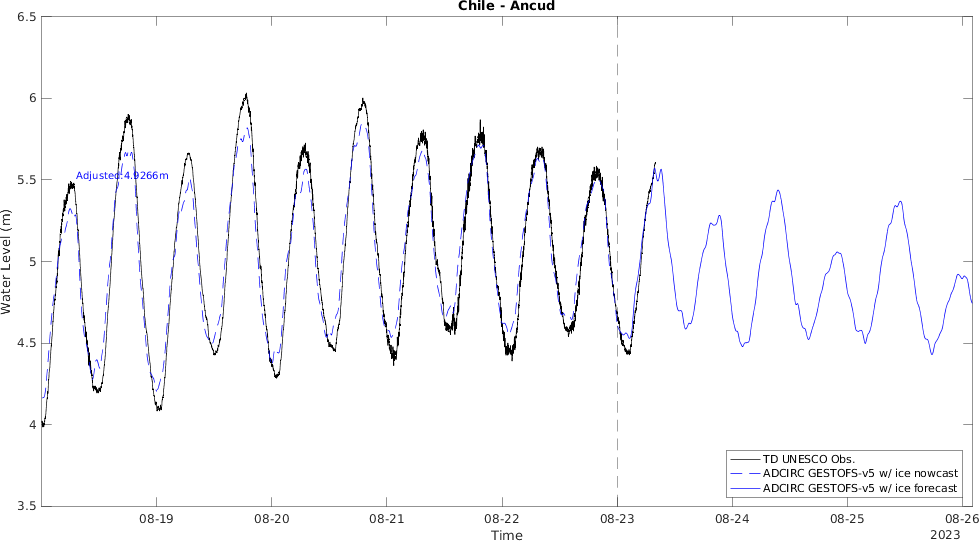 Chile - Ancud
6.5
6
5.5
5
4.5
4
3.5
Water Level (m)
Adjusted:4.9266m
TD UNESCO Obs.
ADCIRC GESTOFS-v5 w/ ice nowcast
ADCIRC GESTOFS-v5 w/ ice forecast
08-19 08-20 08-21 08-22 08-23 08-24 08-25 08-26
Time
2023